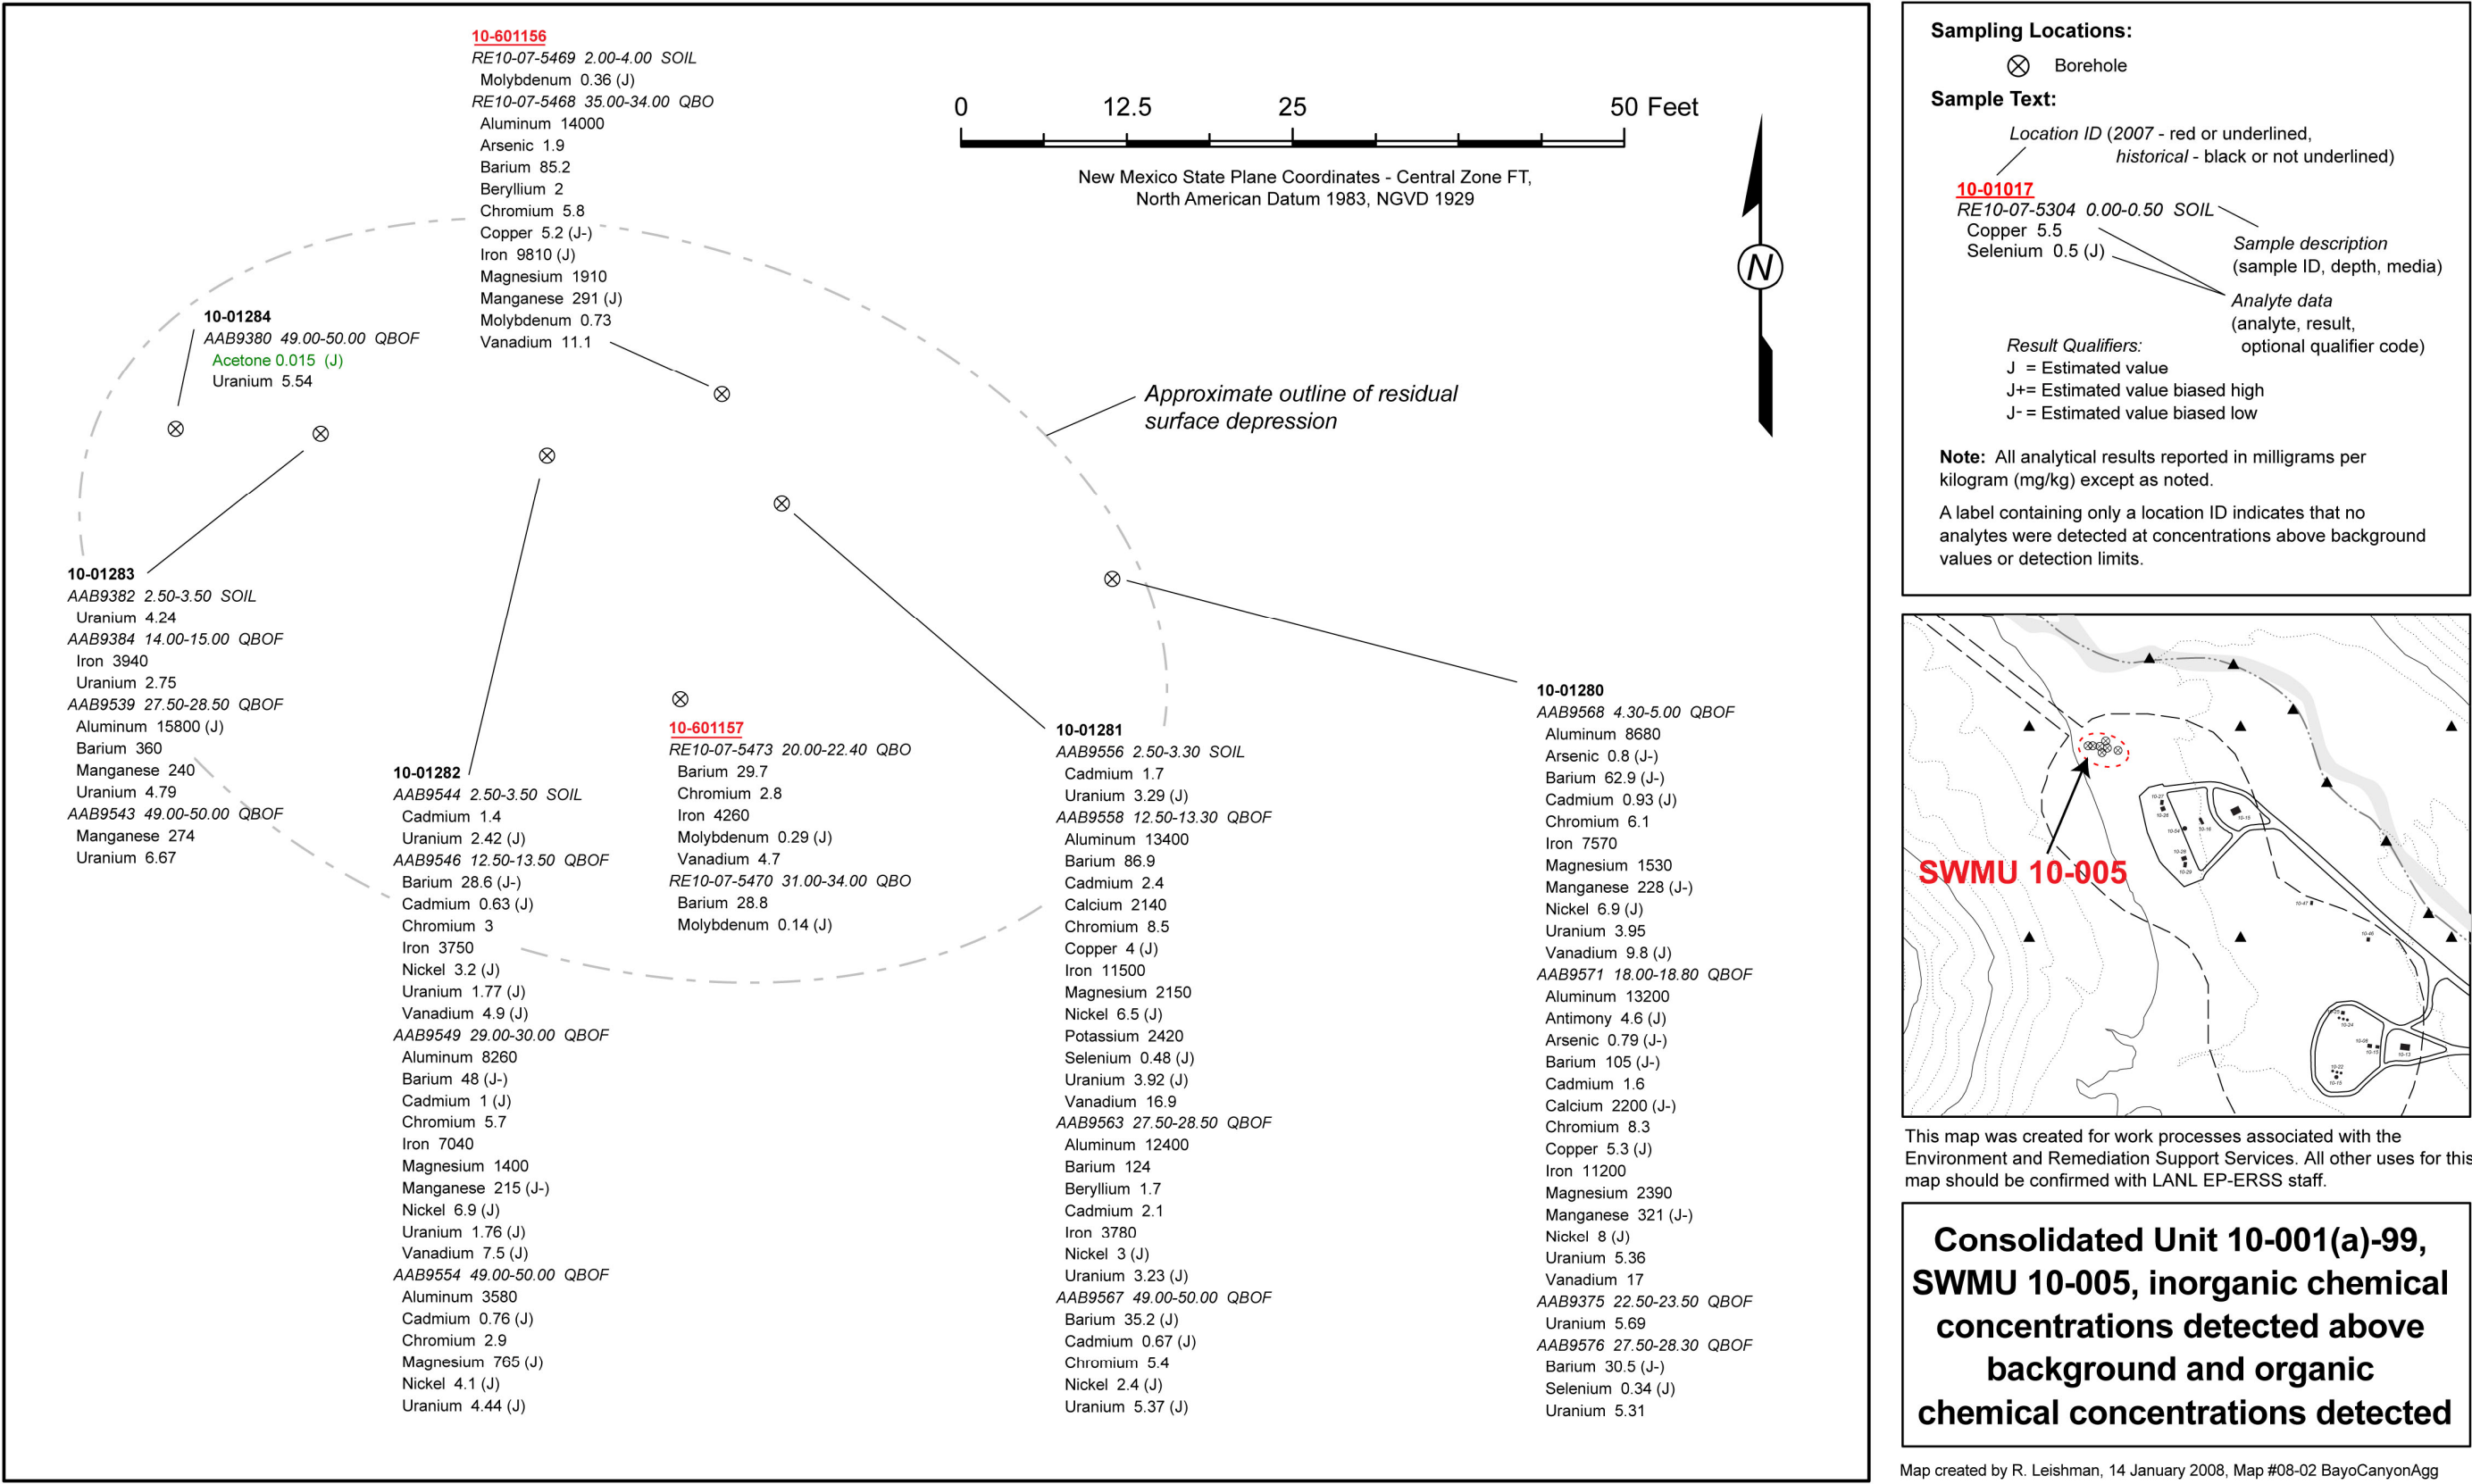 10-601156
RE10-07-5469 2.00-4.00 SOIL
Molybdenum 0.36 (J)
RE10-07-5468 35.00-34.00 QBO
Aluminum 14000
Arsenic 1.9
Barium 85.2
Beryllium 2
Chromium 5.8
Copper 5.2 (J-)
Iron 9810 (J)
Magnesium 1910
Manganese 291 (J)
Molybdenum 0.73
Vanadium 11.1
0 12.5 25 50 Feet
New Mexico State Plane Coordinates - Central Zone FT,
North American Datum 1983, NGVD 1929
N
10-01284
AAB9380 49.00-50.00 QBOF
Acetone 0.015 (J)
Uranium 5.54
Approximate outline of residual
surface depression
10-01283
AAB9382 2.50-3.50 SOIL
Uranium 4.24
AAB9384 14.00-15.00 QBOF
Iron 3940
Uranium 2.75
AAB9539 27.50-28.50 QBOF
Aluminum 15800 (J)
Barium 360
Manganese 240
Uranium 4.79
AAB9543 49.00-50.00 QBOF
Manganese 274
Uranium 6.67
10-01282
AAB9544 2.50-3.50 SOIL
Cadmium 1.4
Uranium 2.42 (J)
AAB9546 12.50-13.50 QBOF
Barium 28.6 (J-)
Cadmium 0.63 (J)
Chromium 3
Iron 3750
Nickel 3.2 (J)
Uranium 1.77 (J)
Vanadium 4.9 (J)
AAB9549 29.00-30.00 QBOF
Aluminum 8260
Barium 48 (J-)
Cadmium 1 (J)
Chromium 5.7
Iron 7040
Magnesium 1400
Manganese 215 (J-)
Nickel 6.9 (J)
Uranium 1.76 (J)
Vanadium 7.5 (J)
AAB9554 49.00-50.00 QBOF
Aluminum 3580
Cadmium 0.76 (J)
Chromium 2.9
Magnesium 765 (J)
Nickel 4.1 (J)
Uranium 4.44 (J)
10-601157
RE10-07-5473 20.00-22.40 QBO
Barium 29.7
Chromium 2.8
Iron 4260
Molybdenum 0.29 (J)
Vanadium 4.7
RE10-07-5470 31.00-34.00 QBO
Barium 28.8
Molybdenum 0.14 (J)
10-01281
AAB9556 2.50-3.30 SOIL
Cadmium 1.7
Uranium 3.29 (J)
AAB9558 12.50-13.30 QBOF
Aluminum 13400
Barium 86.9
Cadmium 2.4
Calcium 2140
Chromium 8.5
Copper 4 (J)
Iron 11500
Magnesium 2150
Nickel 6.5 (J)
Potassium 2420
Selenium 0.48 (J)
Uranium 3.92 (J)
Vanadium 16.9
AAB9563 27.50-28.50 QBOF
Aluminum 12400
Barium 124
Beryllium 1.7
Cadmium 2.1
Iron 3780
Nickel 3 (J)
Uranium 3.23 (J)
AAB9567 49.00-50.00 QBOF
Barium 35.2 (J)
Cadmium 0.67 (J)
Chromium 5.4
Nickel 2.4 (J)
Uranium 5.37 (J)
10-01280
AAB9568 4.30-5.00 QBOF
Aluminum 8680
Arsenic 0.8 (J-)
Barium 62.9 (J-)
Cadmium 0.93 (J)
Chromium 6.1
Iron 7570
Magnesium 1530
Manganese 228 (J-)
Nickel 6.9 (J)
Uranium 3.95
Vanadium 9.8 (J)
AAB9571 18.00-18.80 QBOF
Aluminum 13200
Antimony 4.6 (J)
Arsenic 0.79 (J-)
Barium 105 (J-)
Cadmium 1.6
Calcium 2200 (J-)
Chromium 8.3
Copper 5.3 (J)
Iron 11200
Magnesium 2390
Manganese 321 (J-)
Nickel 8 (J)
Uranium 5.36
Vanadium 17
AAB9375 22.50-23.50 QBOF
Uranium 5.69
AAB9576 27.50-28.30 QBOF
Barium 30.5 (J-)
Selenium 0.34 (J)
Uranium 5.31
Sampling Locations:
Borehole
Sample Text:
Location ID (2007 - red or underlined,
historical - black or not underlined)
10-01017
RE10-07-5304 0.00-0.50 SOIL
Copper 5.5
Selenium 0.5 (J)
Sample description
(sample ID, depth, media)
Analyte data
(analyte, result,
optional qualifier code)
Result Qualifiers:
J = Estimated value
J+= Estimated value biased high
J- = Estimated value biased low
Note: All analytical results reported in milligrams per
kilogram (mg/kg) except as noted.
A label containing only a location ID indicates that no
analytes were detected at concentrations above background
values or detection limits.
SWMU 10-005
This map was created for work processes associated with the
Environment and Remediation Support Services. All other uses for this
map should be confirmed with LANL EP-ERSS staff.
Consolidated Unit 10-001(a)-99,
SWMU 10-005, inorganic chemical
concentrations detected above
background and organic
chemical concentrations detected
Map created by R. Leishman, 14 January 2008, Map #08-02 BayoCanyonAgg